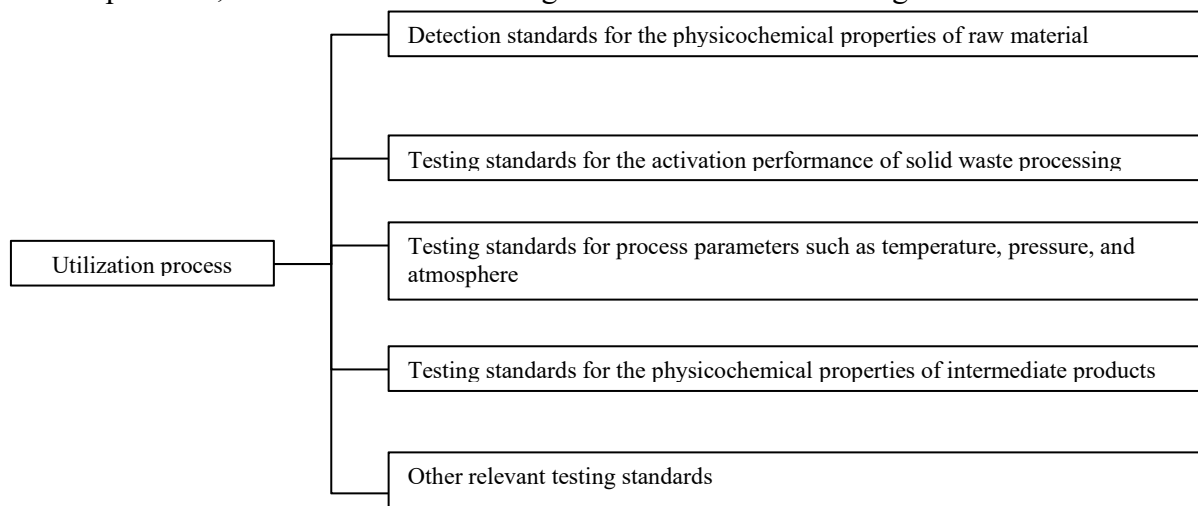 Detection standards for the physicochemical properties of raw material
Testing standards for the activation performance of solid waste processing
Testing standards for process parameters such as temperature, pressure, and
atmosphere
Utilization process
Testing standards for the physicochemical properties of intermediate products
Other relevant testing standards